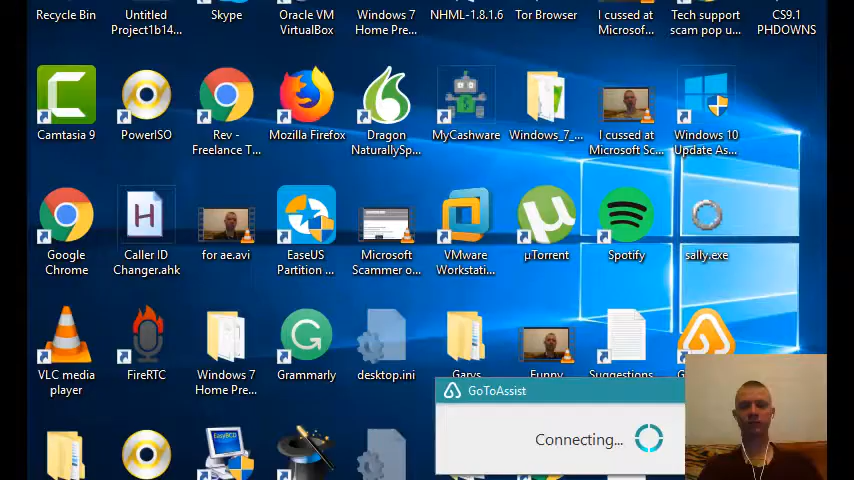 Recycle Bin
Untitled
Project1b14...
Skype
Oracle VM
VirtualBox
Windows 7
Home Pre...
NHML-1.8.1.6
Tor Browser
I cussed at
Microsof...
Tech support
scam pop u...
CS9.1
PHDOWNS
Camtasia 9
PowerISO
Rev -
Freelance T...
Mozilla Firefox
Dragon
NaturallySp...
MyCashware
Windows_7_...
I cussed at
Microsoft Sc...
Windows 10
Update As...
Google
Chrome
H
Caller ID
Changer.ahk
for ae.avi
EaseUS
Partition ...
Microsoft
Scammer o...
VMware
Workstati...
µTorrent
Spotify
sally.exe
VLC media
player
FireRTC
Windows 7
Home Pre...
Grammarly
desktop.ini
Garys
Funny
Suggestions
GoToAssist
Connecting...
EasyBCD